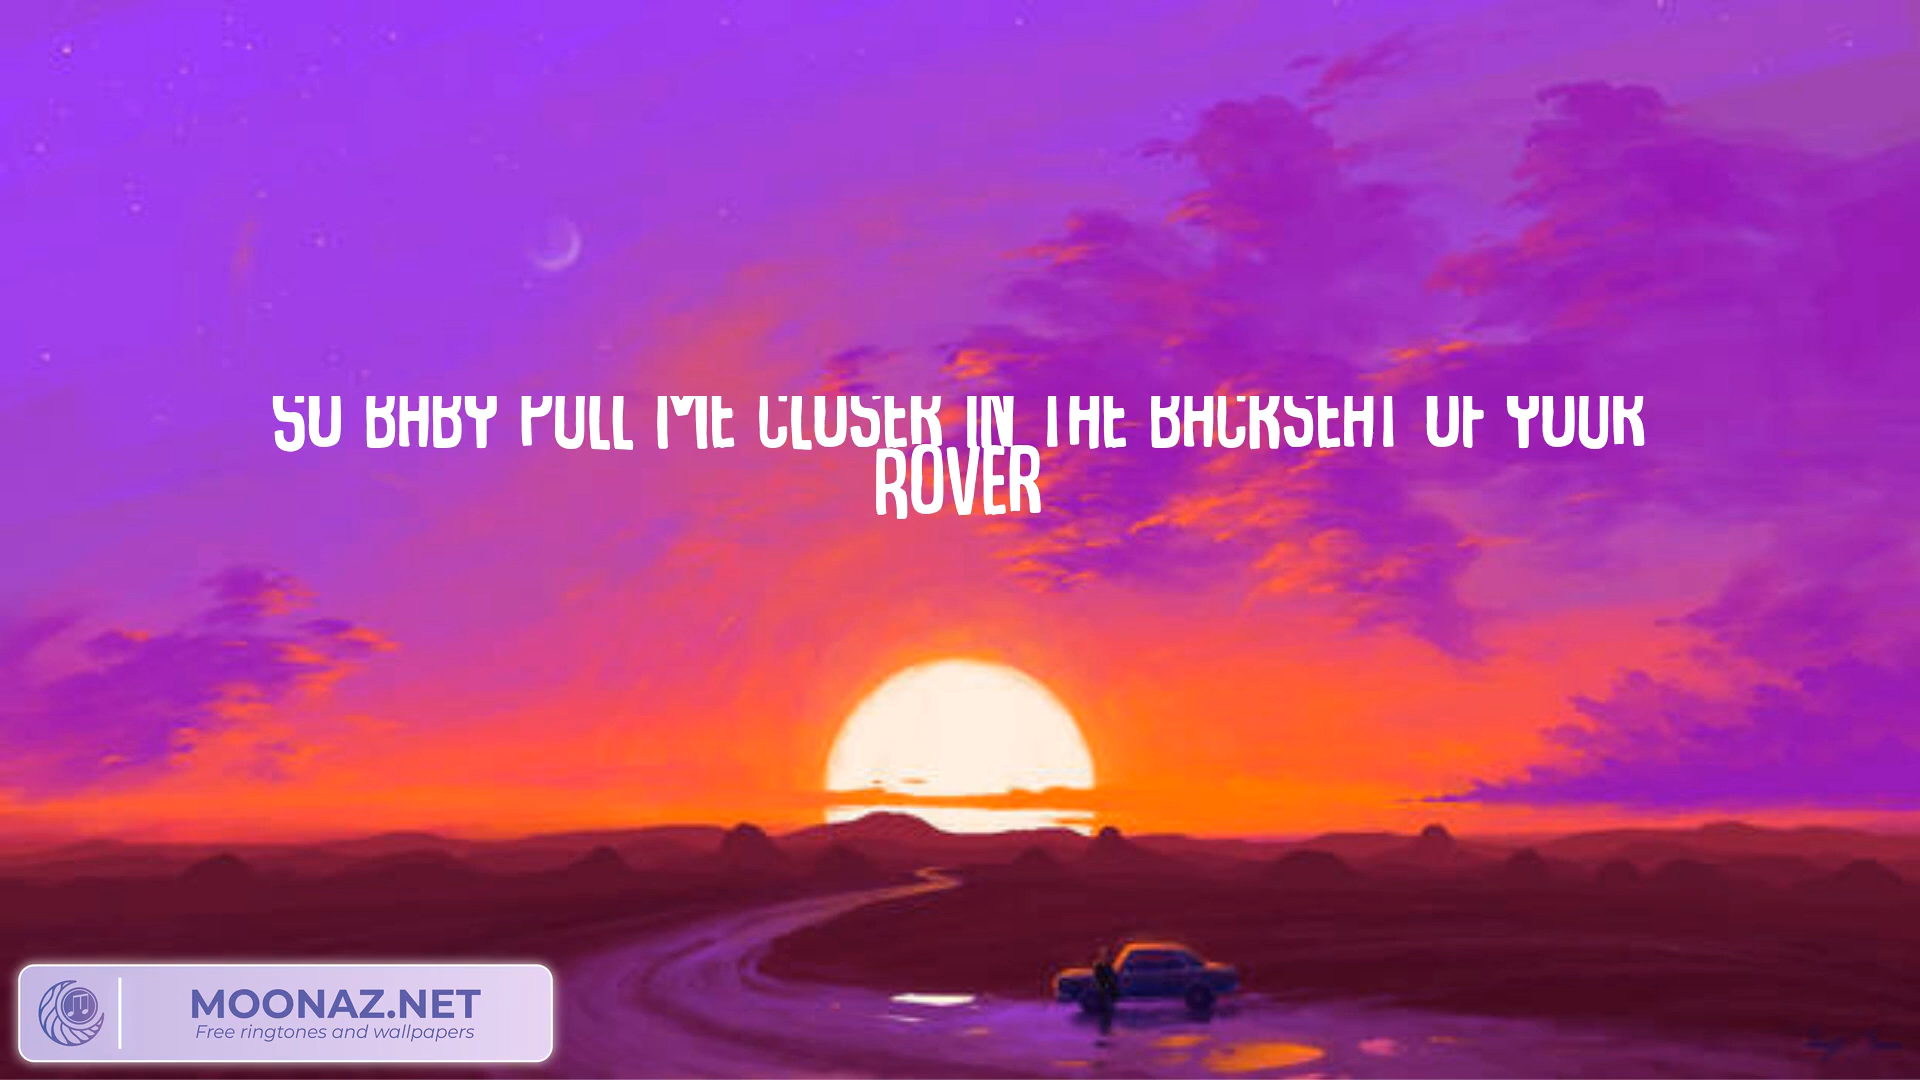 SO BABY PULL ME CLOSER IN THE BACKSEAT OF YOUR
ROVER
MOONAZ.NET
Free ringtones and wallpapers